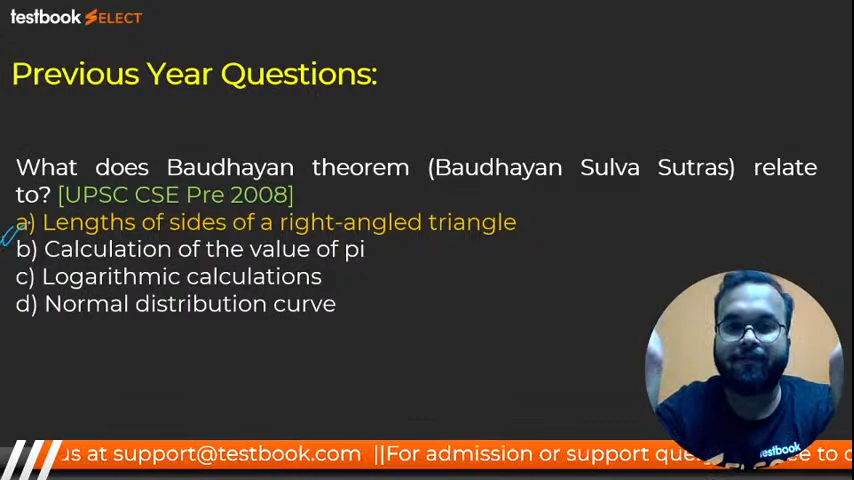 testbook SELECT
Previous Year Questions:
What does Baudhayan theorem (Baudhayan Sulva Sutras) relate
to? [UPSC CSE Pre 2008]
a) Lengths of sides of a right-angled triangle
b) Calculation of the value of pi
c) Logarithmic calculations
d) Normal distribution curve
testbook
us at support@testbook.com ||For admission or support to